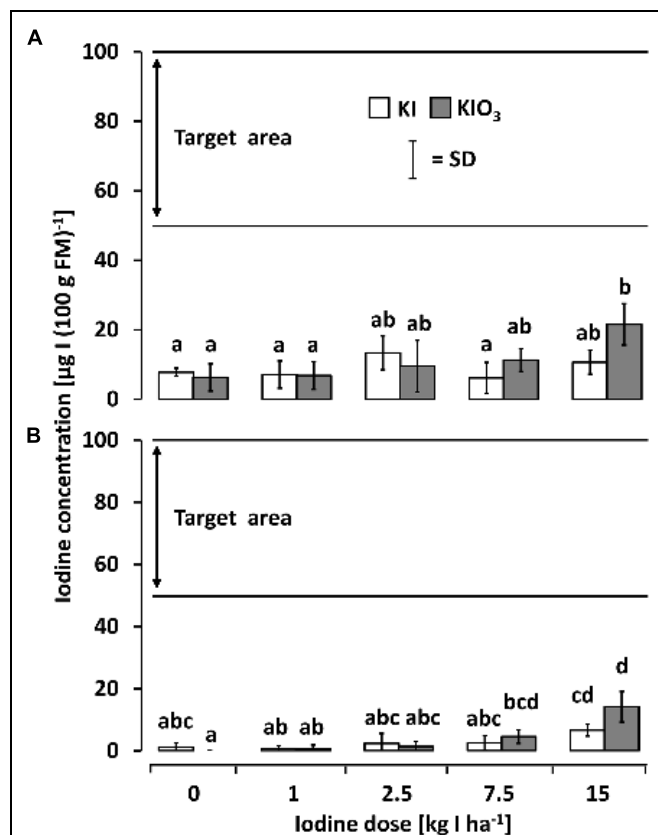 A
100
80
60
40
20
0
Target area
KI KIO₃
= SD
a a a a ab ab a ab ab b
Iodine concentration [µg I (100 g FM)⁻¹]
B
100
80
60
40
20
0
Target area
abc a ab ab abc abc abc bcd cd d
0 1 2.5 7.5 15
Iodine dose [kg I ha⁻¹]